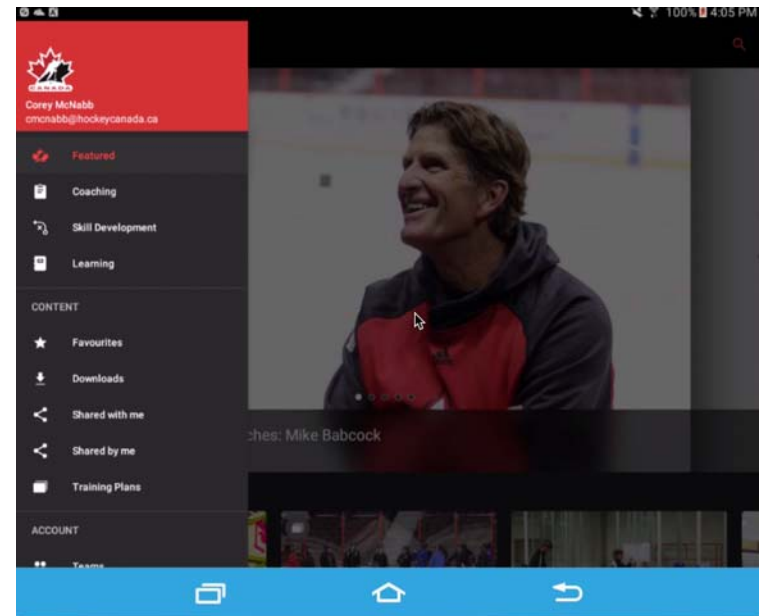 100% 4:05 PM
CANADA
Corey McNabb
cmcnabb@hockeycanada.ca
Featured
Coaching
Skill Development
Learning
CONTENT
Favourites
Downloads
Shared with me
Shared by me
Training Plans
ACCOUNT
Teams
ches: Mike Babcock